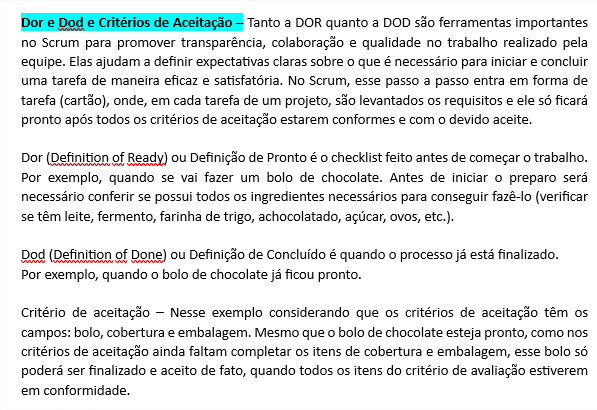 Dor e Dod e Critérios de Aceitação – Tanto a DOR quanto a DOD são ferramentas importantes
no Scrum para promover transparência, colaboração e qualidade no trabalho realizado pela
equipe. Elas ajudam a definir expectativas claras sobre o que é necessário para iniciar e concluir
uma tarefa de maneira eficaz e satisfatória. No Scrum, esse passo a passo entra em forma de
tarefa (cartão), onde, em cada tarefa de um projeto, são levantados os requisitos e ele só ficará
pronto após todos os critérios de aceitação estarem conformes e com o devido aceite.
Dor (Definition of Ready) ou Definição de Pronto é o checklist feito antes de começar o trabalho.
Por exemplo, quando se vai fazer um bolo de chocolate. Antes de iniciar o preparo será
necessário conferir se possui todos os ingredientes necessários para conseguir fazê-lo (verificar
se têm leite, fermento, farinha de trigo, achocolatado, açúcar, ovos, etc.).
Dod (Definition of Done) ou Definição de Concluído é quando o processo já está finalizado.
Por exemplo, quando o bolo de chocolate já ficou pronto.
Critério de aceitação – Nesse exemplo considerando que os critérios de aceitação têm os
campos: bolo, cobertura e embalagem. Mesmo que o bolo de chocolate esteja pronto, como nos
critérios de aceitação ainda faltam completar os itens de cobertura e embalagem, esse bolo só
poderá ser finalizado e aceito de fato, quando todos os itens do critério de avaliação estiverem
em conformidade.